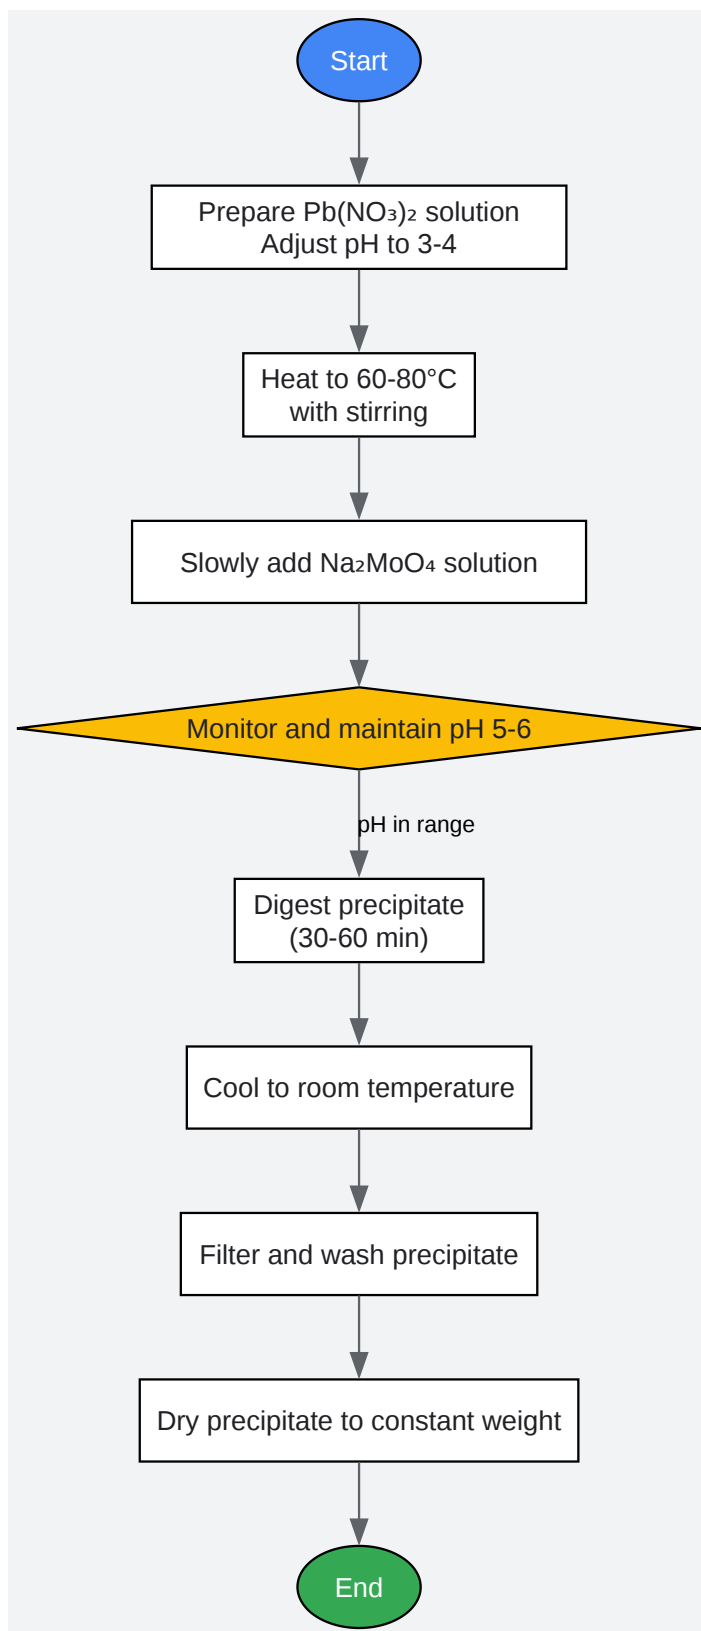 Start
Prepare Pb(NO₃)₂ solution
Adjust pH to 3-4
Heat to 60-80°C
with stirring
Slowly add Na₂MoO₄ solution
Monitor and maintain pH 5-6
pH in range
Digest precipitate
(30-60 min)
Cool to room temperature
Filter and wash precipitate
Dry precipitate to constant weight
End